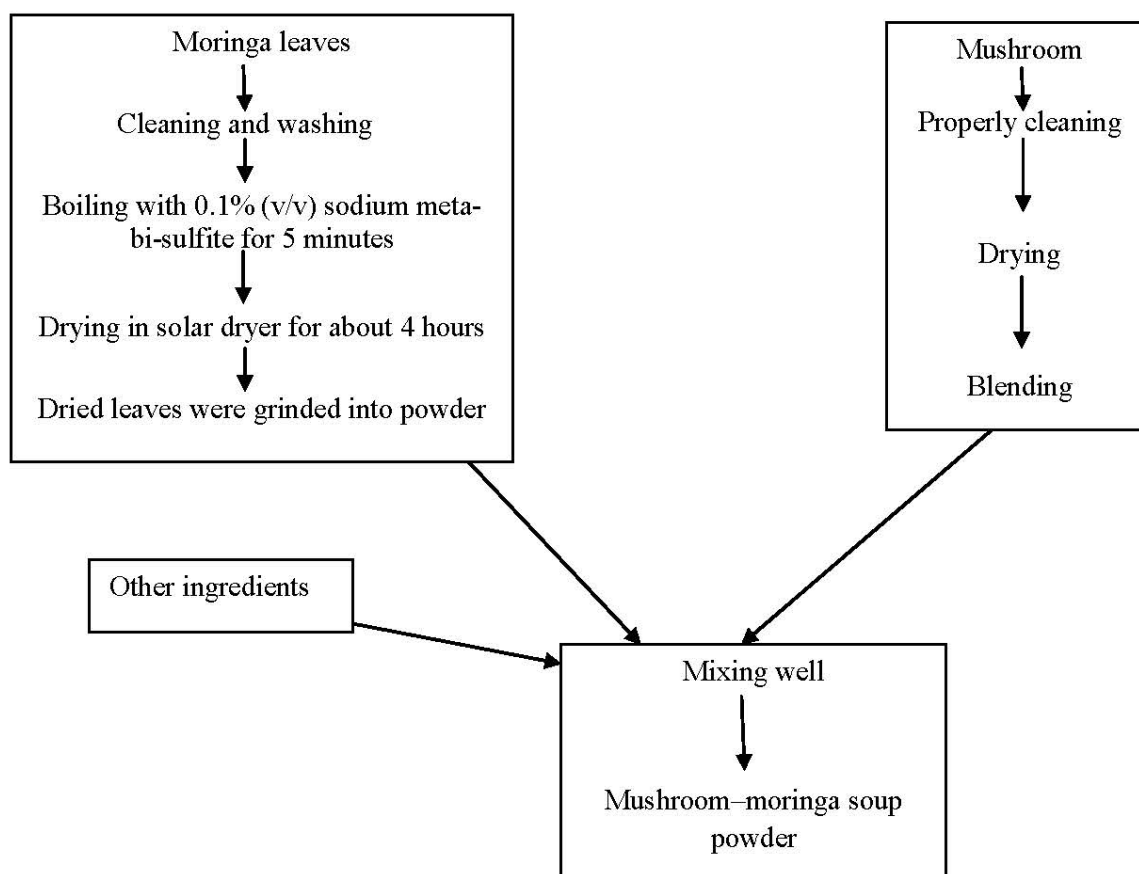 Moringa leaves
Cleaning and washing
Boiling with 0.1% (v/v) sodium meta-
bi-sulfite for 5 minutes
Drying in solar dryer for about 4 hours
Dried leaves were grinded into powder
Mushroom
Properly cleaning
Drying
Blending
Other ingredients
Mixing well
Mushroom–moringa soup
powder